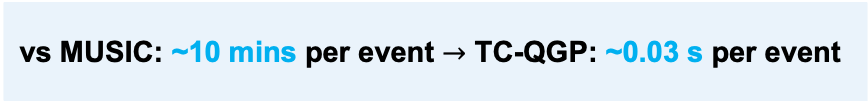 vs MUSIC: ~10 mins per event → TC-QGP: ~0.03 s per event